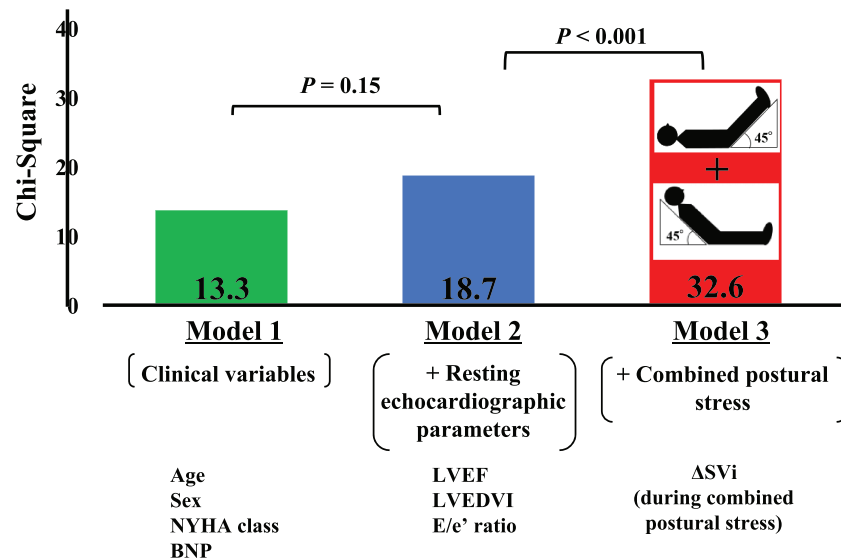 Chi-Square
40
30
20
10
0
P = 0.15
P < 0.001
45°
+
45°
13.3
18.7
32.6
Model 1
Model 2
Model 3
[Clinical variables]
(+ Resting
echocardiographic
parameters)
(+ Combined postural
stress)
Age
Sex
NYHA class
BNP
LVEF
LVEDVI
E/e’ ratio
ΔSVi
(during combined
postural stress)